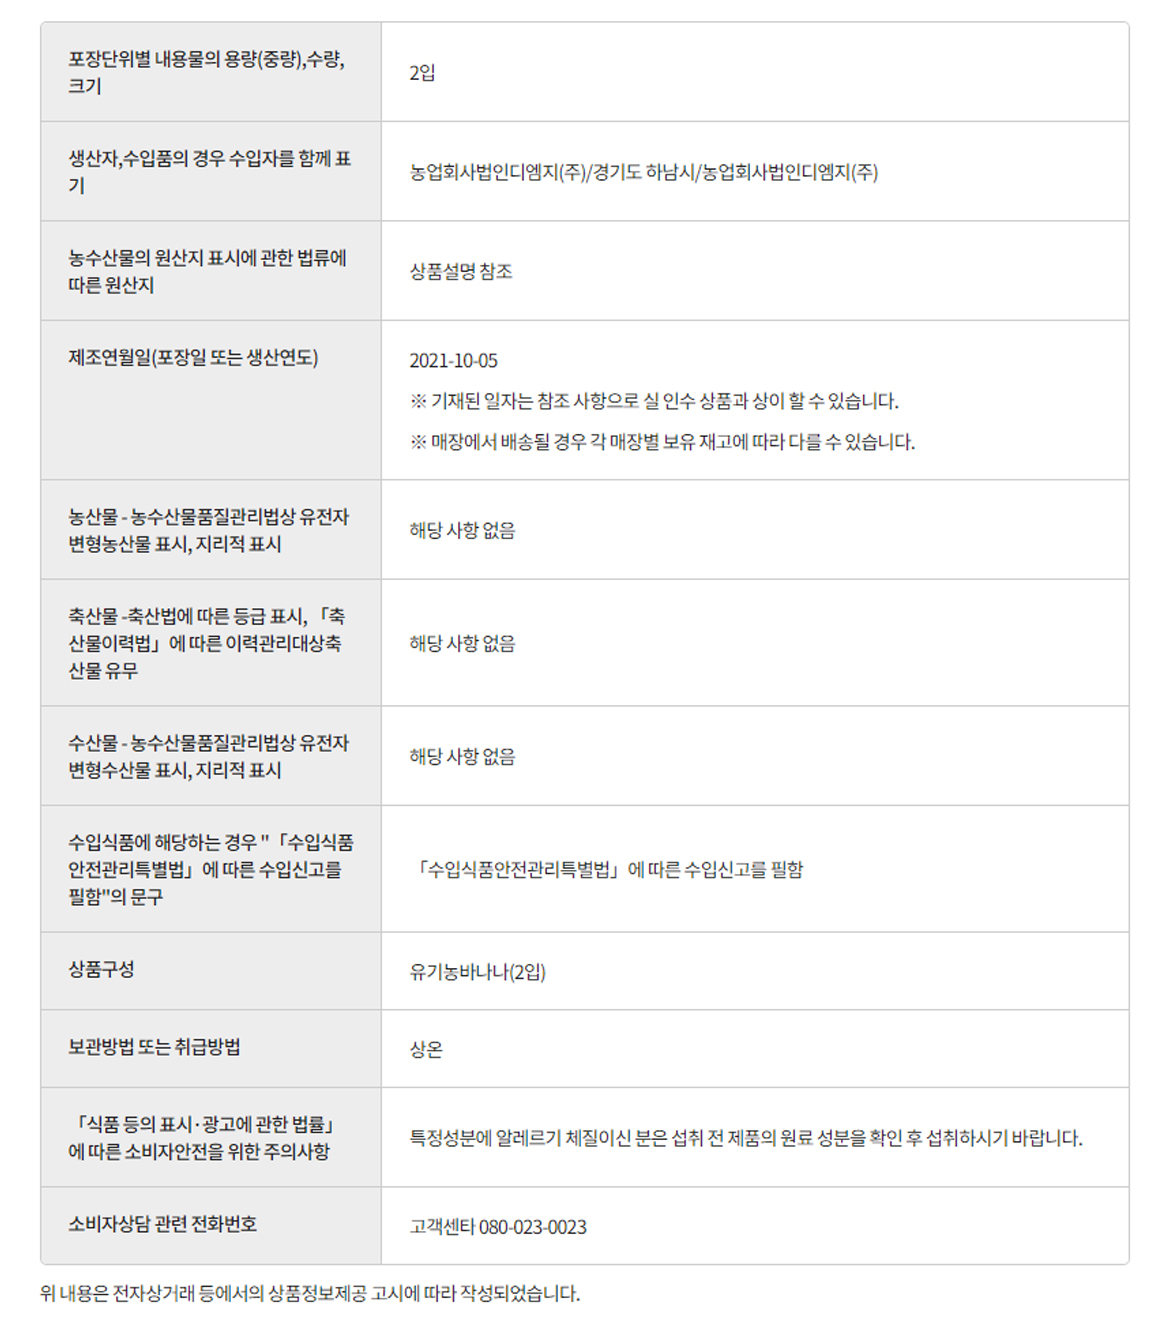 포장단위별 내용물의 용량(중량),수량,
크기
2입
생산자,수입품의 경우 수입자를 함께 표
기
농업회사법인디엠지(주)/경기도 하남시/농업회사법인디엠지(주)
농수산물의 원산지 표시에 관한 법류에
따른 원산지
상품설명 참조
제조연월일(포장일 또는 생산연도)
2021-10-05
※ 기재된 일자는 참조 사항으로 실 인수 상품과 상이 할 수 있습니다.
※ 매장에서 배송될 경우 각 매장별 보유 재고에 따라 다를 수 있습니다.
농산물 - 농수산물품질관리법상 유전자
변형농산물 표시, 지리적 표시
해당 사항 없음
축산물 -축산법에 따른 등급 표시, 「축
산물이력법」에 따른 이력관리대상축
산물 유무
해당 사항 없음
수산물 - 농수산물품질관리법상 유전자
변형수산물 표시, 지리적 표시
해당 사항 없음
수입식품에 해당하는 경우 "「수입식품
안전관리특별법」에 따른 수입신고를
필함"의 문구
「수입식품안전관리특별법」에 따른 수입신고를 필함
상품구성
유기농바나나(2입)
보관방법 또는 취급방법
상온
「식품 등의 표시·광고에 관한 법률」
에 따른 소비자안전을 위한 주의사항
특정성분에 알레르기 체질이신 분은 섭취 전 제품의 원료 성분을 확인 후 섭취하시기 바랍니다.
소비자상담 관련 전화번호
고객센타 080-023-0023
위 내용은 전자상거래 등에서의 상품정보제공 고시에 따라 작성되었습니다.